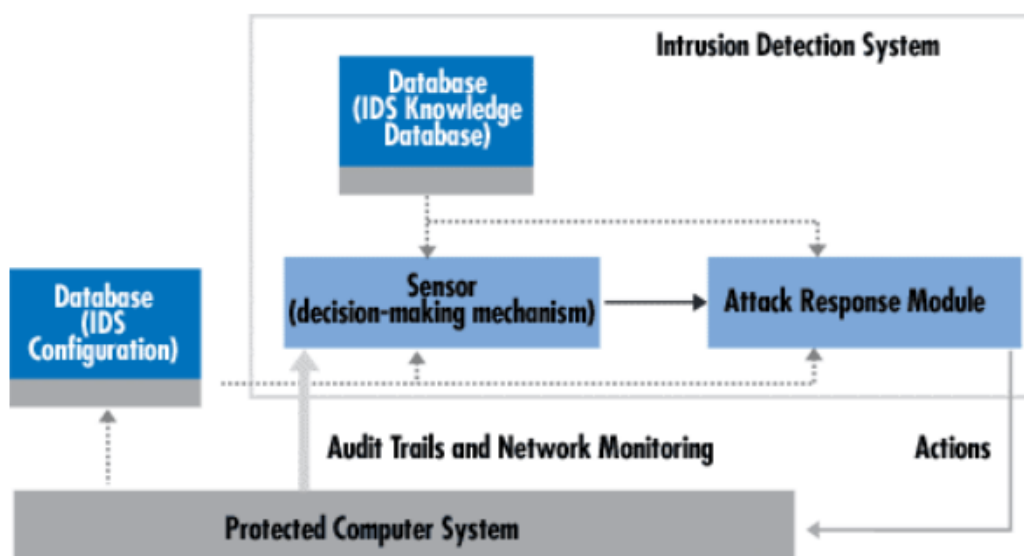 Intrusion Detection System
Database
(IDS Knowledge
Database)
Sensor
(decision-making mechanism)
Attack Response Module
Database
(IDS
Configuration)
Audit Trails and Network Monitoring
Actions
Protected Computer System